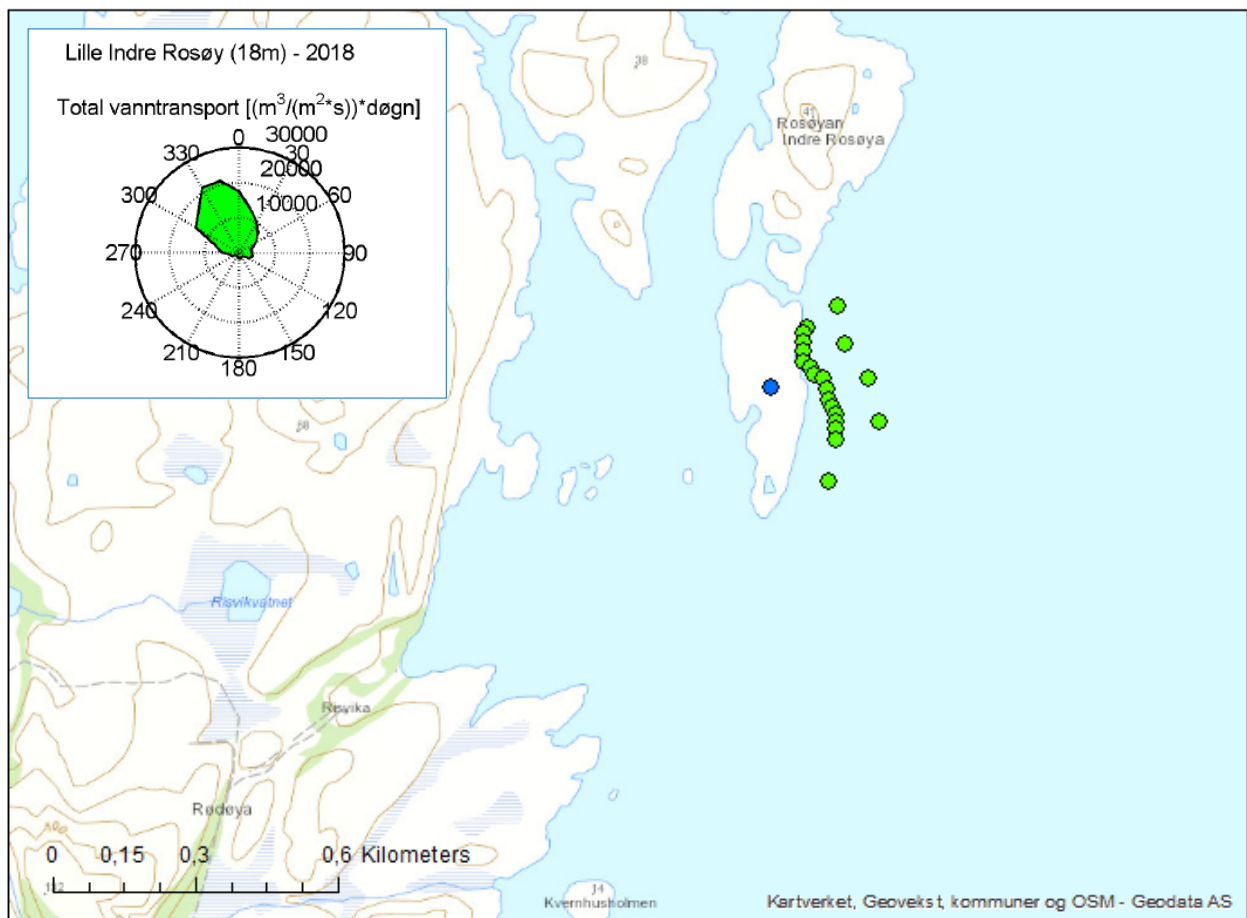 Lille Indre Rosøy (18m) - 2018
Total vanntransport [(m³/(m²*s))*døgn]
0
30
60
90
120
150
180
210
240
270
300
330
30000
20000
10000
38
41
Rosøyan
Indre Rosøya
Risvikvatnet
Risvika
Rødøya
0 0,15 0,3 0,6 Kilometers
14
Kvernhusholmen
Kartverket, Geovekst, kommuner og OSM - Geodata AS